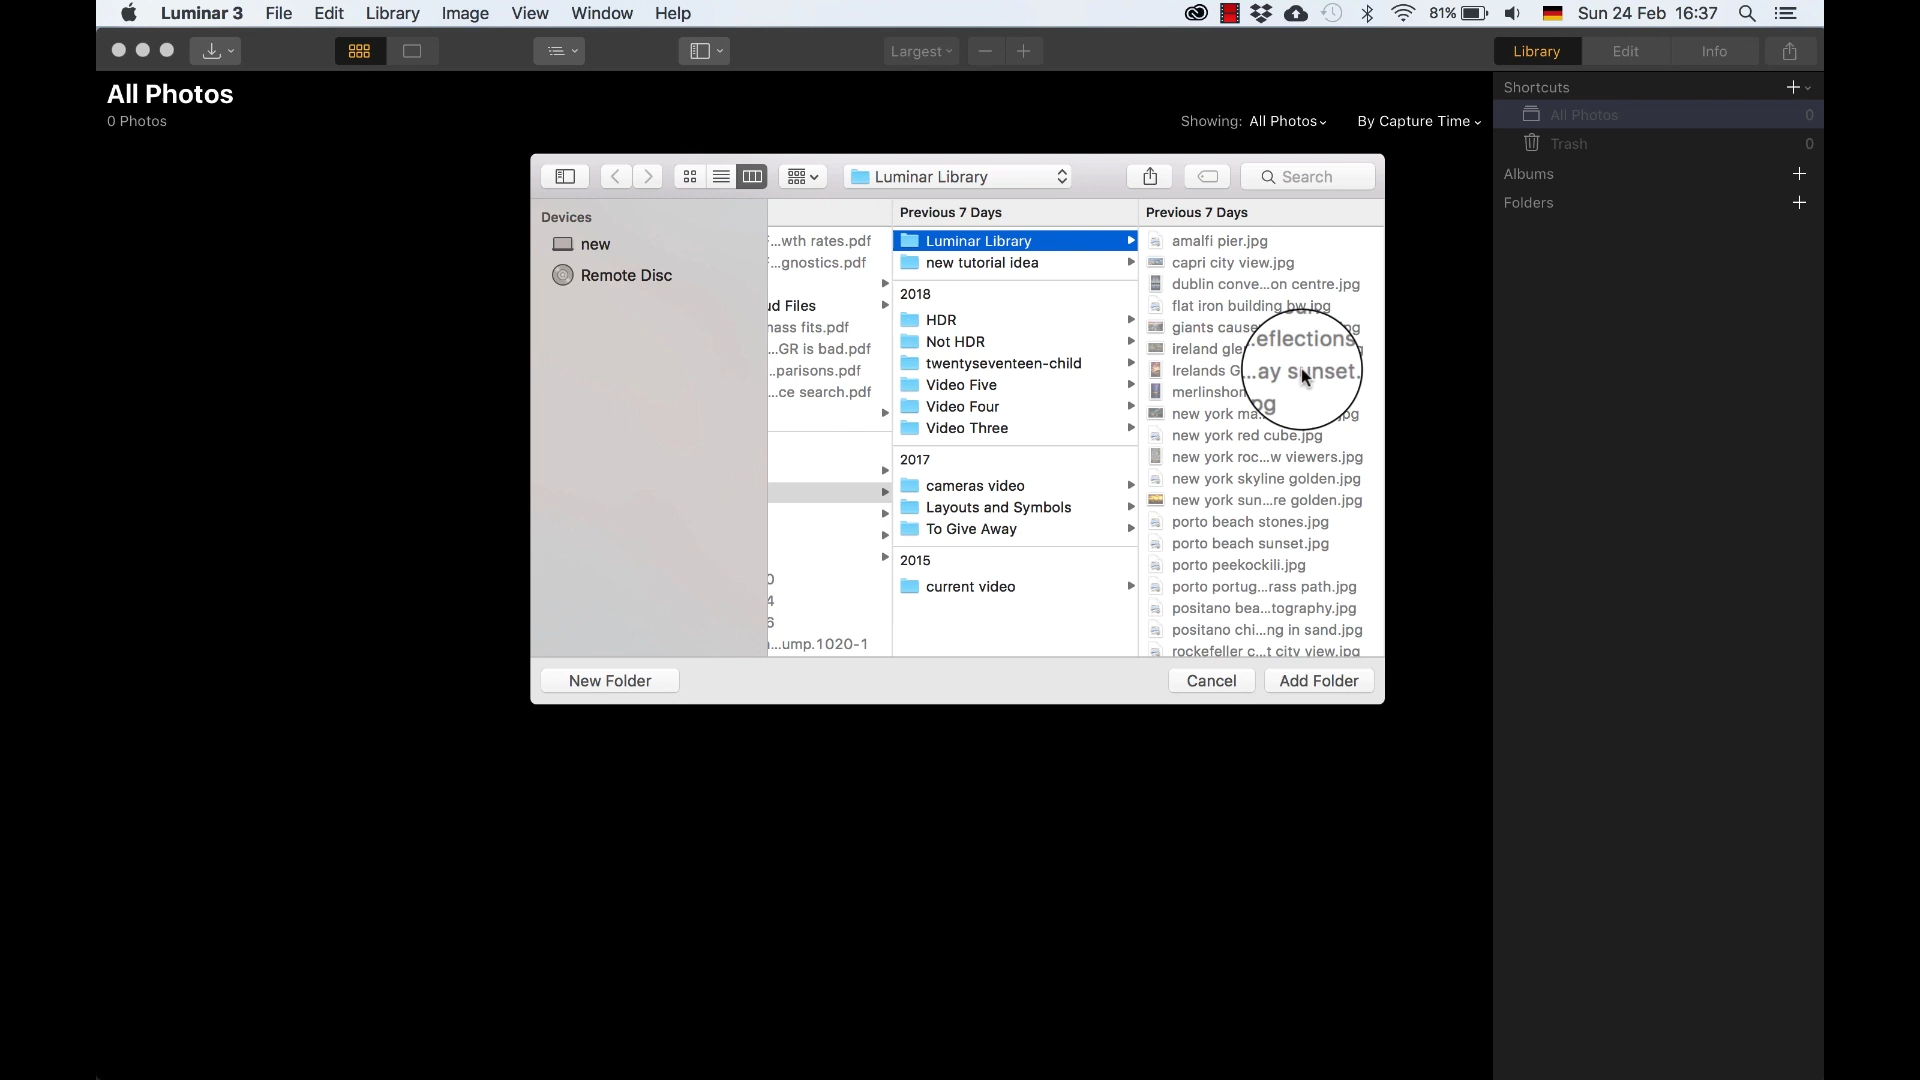 Luminar 3 File Edit Library Image View Window Help 81% Sun 24 Feb 16:37
Largest Library Edit Info
All Photos
0 Photos
Showing: All Photos By Capture Time
Shortcuts
All Photos 0
Trash 0
Albums
Folders
Luminar Library
Search
Devices
new
Remote Disc
...wth rates.pdf
...gnostics.pdf
ud Files
nass fits.pdf
...GR is bad.pdf
..parisons.pdf
...ce search.pdf
0
4
6
...ump.1020-1
Previous 7 Days
Luminar Library
new tutorial idea
2018
HDR
Not HDR
twentyseventeen-child
Video Five
Video Four
Video Three
2017
cameras video
Layouts and Symbols
To Give Away
2015
current video
Previous 7 Days
amalfi pier.jpg
capri city view.jpg
dublin conve...on centre.jpg
flat iron building bw.jpg
giants cause
ireland gle
Irelands G
merlinshon
new york ma...
new york red cube.jpg
new york roc...w viewers.jpg
new york skyline golden.jpg
new york sun...re golden.jpg
porto beach stones.jpg
porto beach sunset.jpg
porto peekockili.jpg
porto portug...rass path.jpg
positano bea...tography.jpg
positano chi...ng in sand.jpg
rockefeller c...t city view.jpg
.eflections
...ay sunset.
pg
New Folder Cancel Add Folder